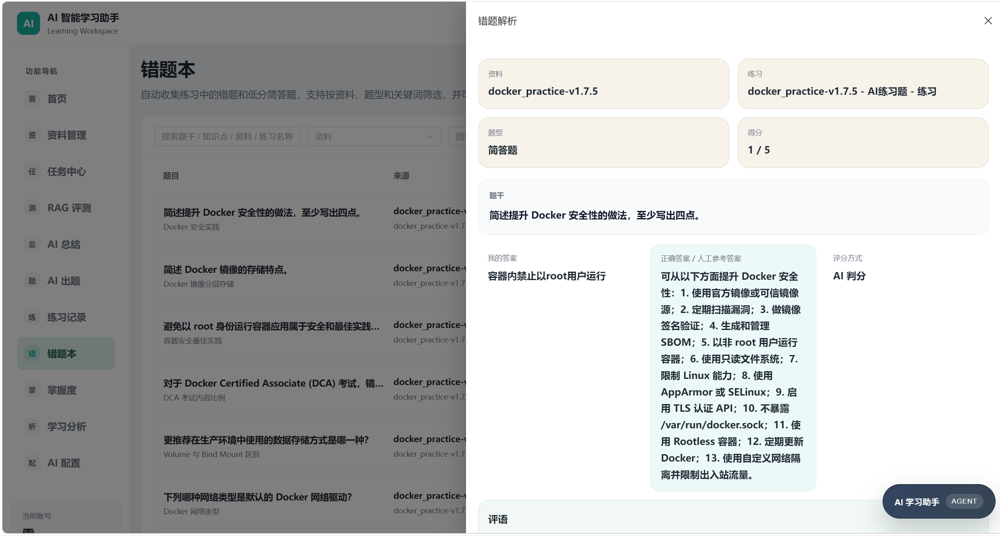 AI
AI 智能学习助手
Learning Workspace
功能导航
首 首页
资 资料管理
任 任务中心
测 RAG 评测
总 AI 总结
题 AI 出题
练 练习记录
错 错题本
掌 掌握度
析 学习分析
配 AI 配置
当前账号
错题本
自动收集练习中的错题和低分简答题，支持按资料、题型和关键词筛选，并
搜索题干 / 知识点 / 资料 / 练习名称
资料
题
题目 来源
简述提升 Docker 安全性的做法，至少写出四点。
Docker 安全实践
docker_practice-
docker_practice-v1.7.
简述 Docker 镜像的存储特点。
Docker 镜像分层存储
docker_practice-
docker_practice-v1.7.
避免以 root 身份运行容器应用属于安全和最佳实践...
容器安全最佳实践
docker_practice-
docker_practice-v1.7.
对于 Docker Certified Associate (DCA) 考试，镜...
DCA 考试内容比例
docker_practice-
docker_practice-v1.7.
更推荐在生产环境中使用的数据存储方式是哪一种？
Volume 与 Bind Mount 区别
docker_practice-
docker_practice-v1.7.
下列哪种网络类型是默认的 Docker 网络驱动？
Docker 网络类型
docker_practice-
docker_practice-v1.7.
错题解析
资料
docker_practice-v1.7.5
练习
docker_practice-v1.7.5 - AI练习题 - 练习
题型
简答题
得分
1 / 5
题干
简述提升 Docker 安全性的做法，至少写出四点。
我的答案
容器内禁止以root用户运行
正确答案 / 人工参考答案
可从以下方面提升 Docker 安全
性：1. 使用官方镜像或可信镜像
源；2. 定期扫描漏洞；3. 做镜像
签名验证；4. 生成和管理
SBOM；5. 以非 root 用户运行
容器；6. 使用只读文件系统；7.
限制 Linux 能力；8. 使用
AppArmor 或 SELinux；9. 启
用 TLS 认证 API；10. 不暴露
/var/run/docker.sock；11. 使
用 Rootless 容器；12. 定期更新
Docker；13. 使用自定义网络隔
离并限制出入站流量。
评分方式
AI 判分
评语
AI 学习助手 AGENT